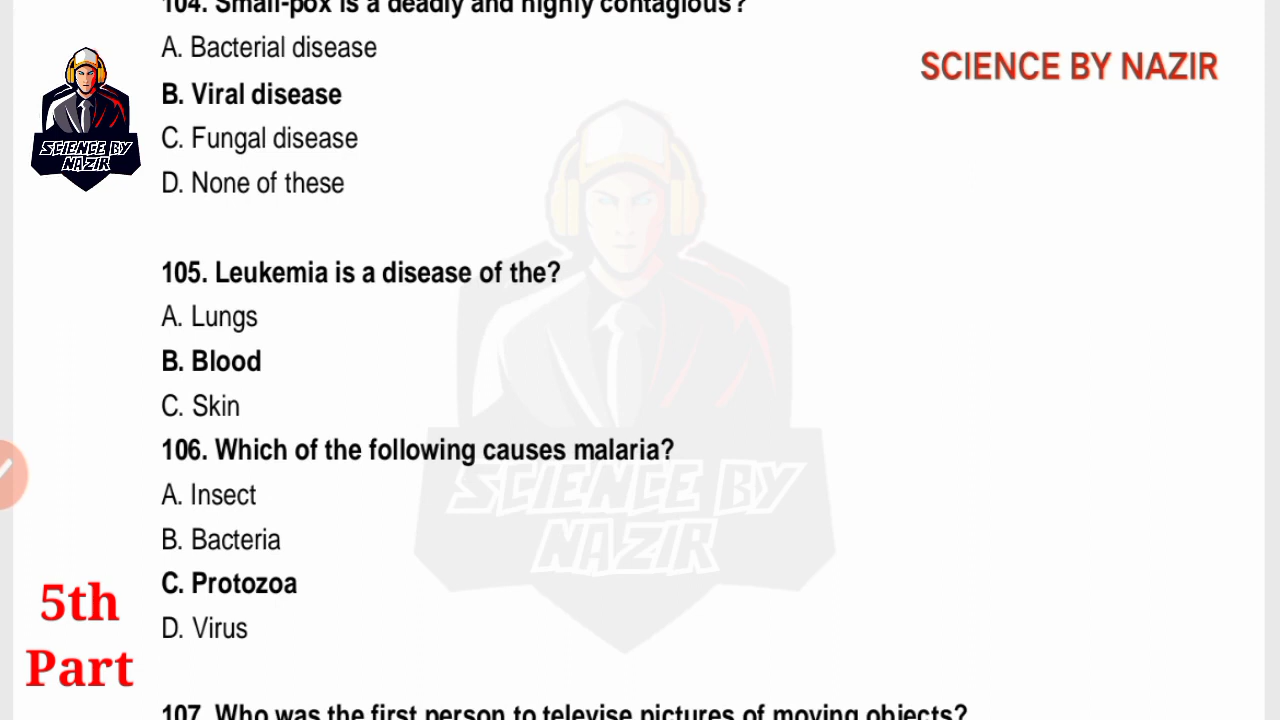 104. Small-pox is a deadly and highly contagious?
A. Bacterial disease
SCIENCE BY NAZIR
B. Viral disease
C. Fungal disease
SCIENCE BY
NAZIR
D. None of these
105. Leukemia is a disease of the?
A. Lungs
B. Blood
C. Skin
106. Which of the following causes malaria?
A. Insect
SCIENCE BY
NAZIR
B. Bacteria
C. Protozoa
D. Virus
5th
Part
107. Who was the first person to televise pictures of moving objects?